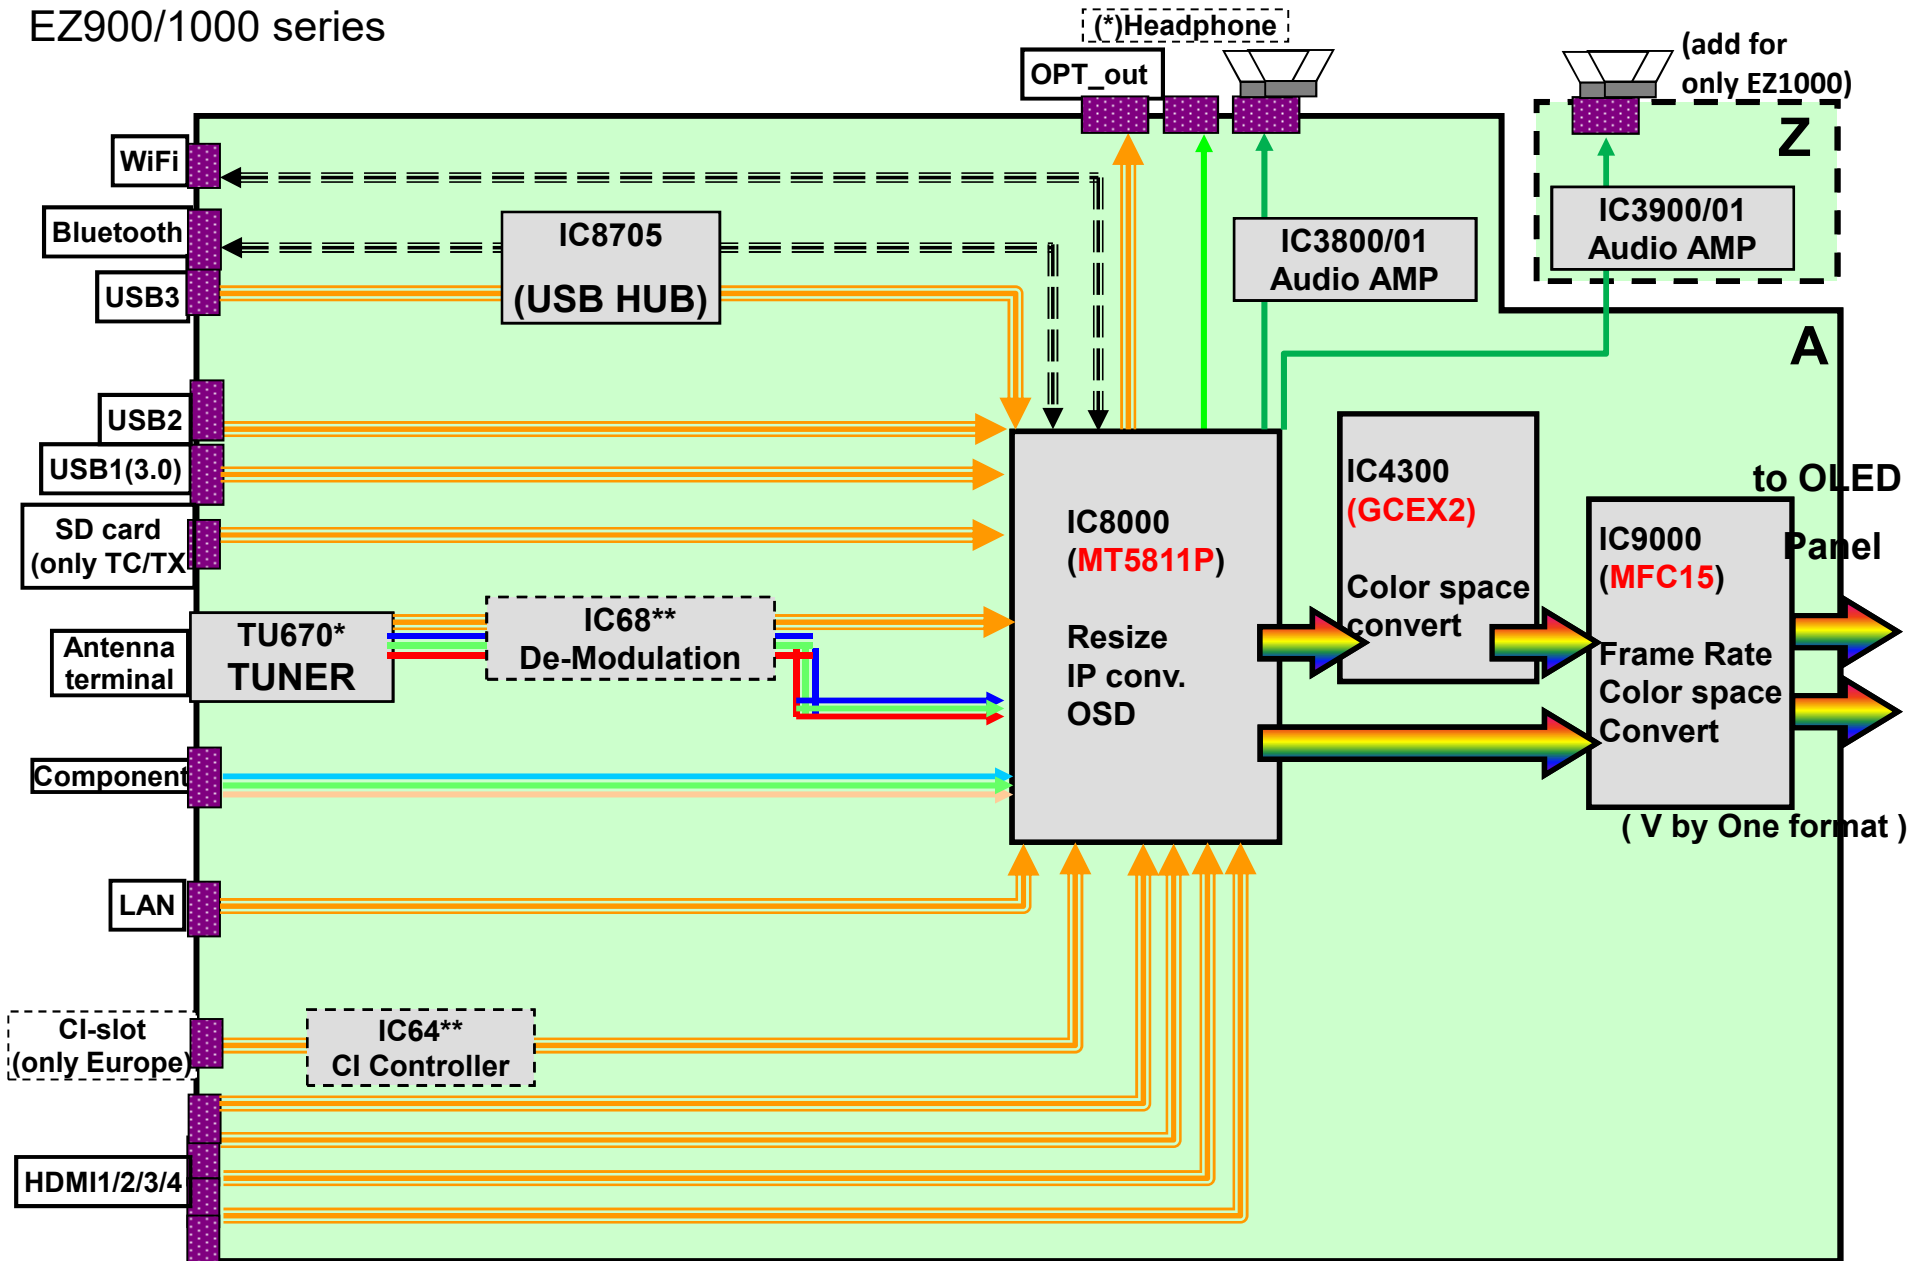 EZ900/1000 series
(*)Headphone
OPT_out
(add for
only EZ1000)
Z
WiFi
Bluetooth
USB3
IC8705
(USB HUB)
IC3800/01
Audio AMP
IC3900/01
Audio AMP
A
USB2
USB1(3.0)
SD card
(only TC/TX
Antenna
terminal
TU670*
TUNER
IC68**
De-Modulation
IC8000
(MT5811P)
Resize
IP conv.
OSD
IC4300
(GCEX2)
Color space
convert
to OLED
Panel
IC9000
(MFC15)
Frame Rate
Color space
Convert
( V by One format )
Component
LAN
CI-slot
(only Europe)
IC64**
CI Controller
HDMI1/2/3/4